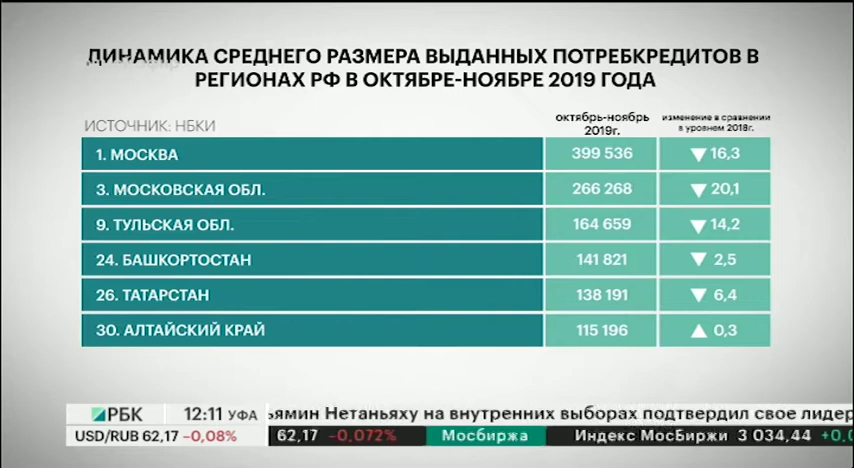 ДИНАМИКА СРЕДНЕГО РАЗМЕРА ВЫДАННЫХ ПОТРЕБКРЕДИТОВ В
РЕГИОНАХ РФ В ОКТЯБРЕ-НОЯБРЕ 2019 ГОДА
ИСТОЧНИК: НБКИ
октябрь-ноябрь
2019г.
изменение в сравнении
в уровнем 2018г.
1. МОСКВА 399 536 ▼ 16,3
3. МОСКОВСКАЯ ОБЛ. 266 268 ▼ 20,1
9. ТУЛЬСКАЯ ОБЛ. 164 659 ▼ 14,2
24. БАШКОРТОСТАН 141 821 ▼ 2,5
26. ТАТАРСТАН 138 191 ▼ 6,4
30. АЛТАЙСКИЙ КРАЙ 115 196 ▲ 0,3
РБК 12:11 УФА ьямин Нетаньяху на внутренних выборах подтвердил свое лидер
USD/RUB 62,17 -0,08% 62,17 -0,072% Мосбиржа Индекс МосБиржи 3 034,44 +0,0